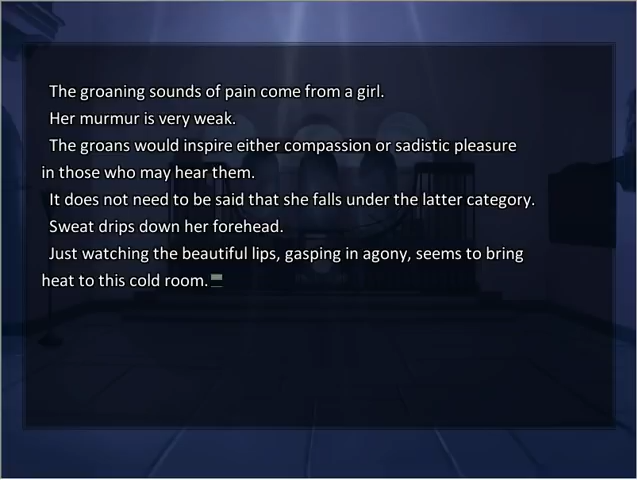 The groaning sounds of pain come from a girl.
Her murmur is very weak.
The groans would inspire either compassion or sadistic pleasure
in those who may hear them.
It does not need to be said that she falls under the latter category.
Sweat drips down her forehead.
Just watching the beautiful lips, gasping in agony, seems to bring
heat to this cold room.